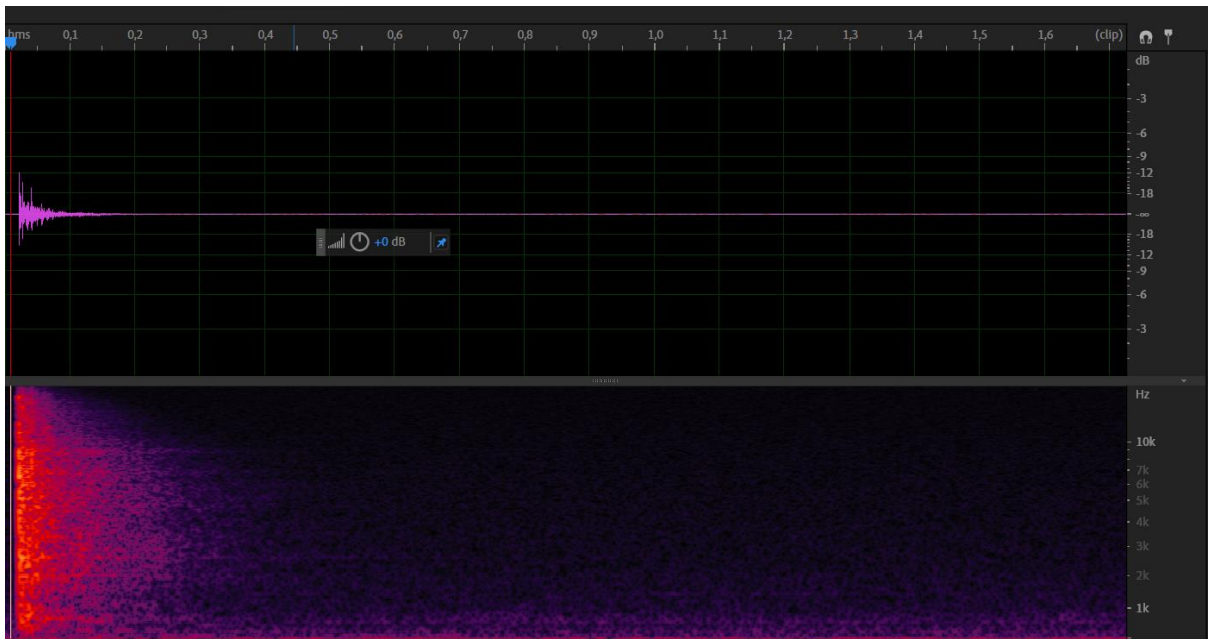 hms 0,1 0,2 0,3 0,4 0,5 0,6 0,7 0,8 0,9 1,0 1,1 1,2 1,3 1,4 1,5 1,6 (clip)
dB
-3
-6
-9
-12
-18
-∞
-18
-12
-9
-6
-3
+0 dB
Hz
10k
7k
6k
5k
4k
3k
2k
1k